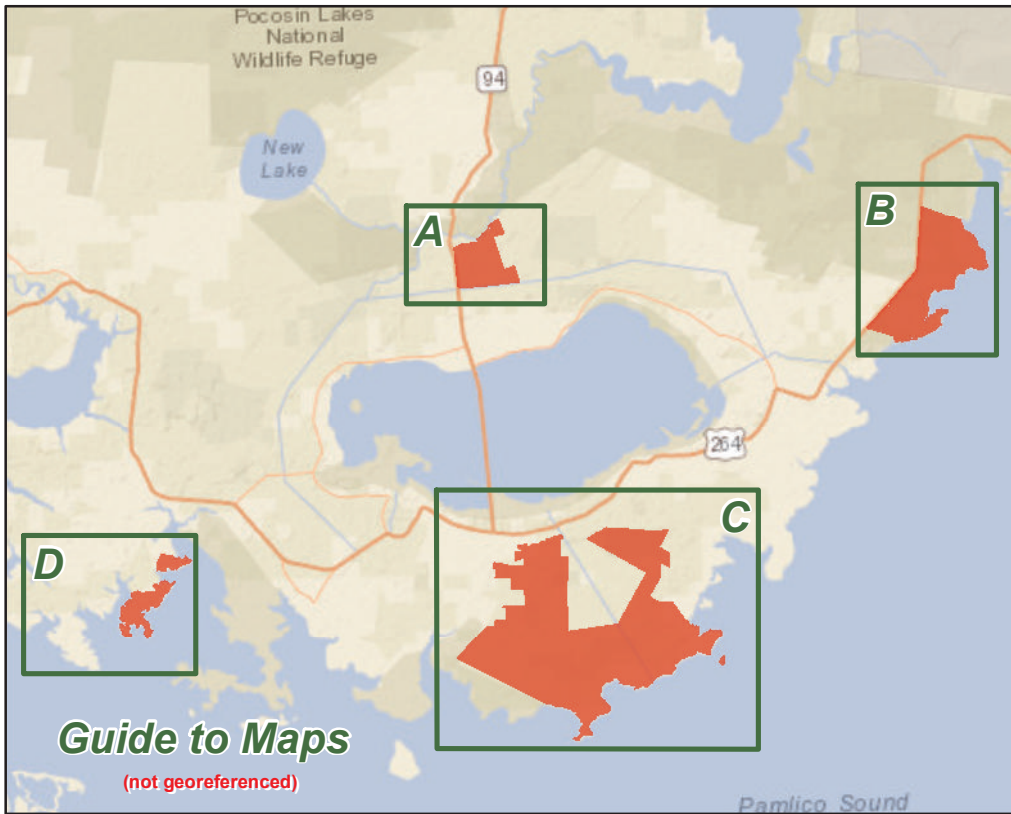 Pocosin Lakes
National
Wildlife Refuge
94
New
Lake
A
B
264
C
D
Guide to Maps
(not georeferenced)
Pamlico Sound